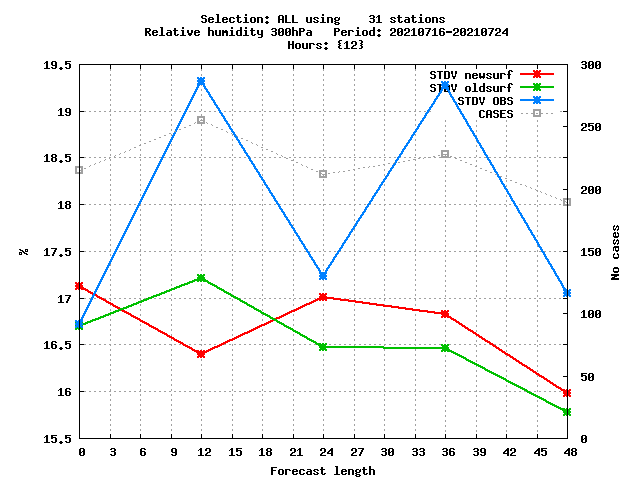 Selection: ALL using    31 stations
Relative humidity 300hPa   Period: 20210716-20210724
Hours: {12}
19.5
19
18.5
18
17.5
17
16.5
16
15.5
%
300
250
200
150
100
50
0
No cases
STDV newsurf
STDV oldsurf
STDV OBS
CASES
0 3 6 9 12 15 18 21 24 27 30 33 36 39 42 45 48
Forecast length